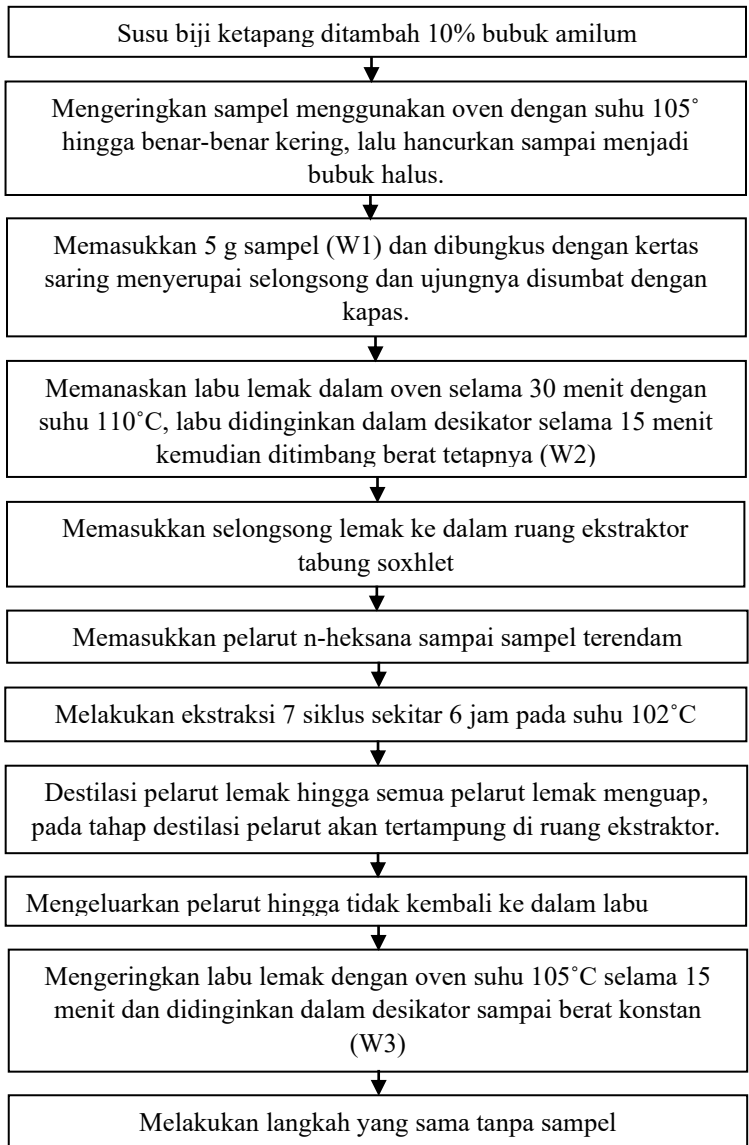 Susu biji ketapang ditambah 10% bubuk amilum
Mengeringkan sampel menggunakan oven dengan suhu 105˚
hingga benar-benar kering, lalu hancurkan sampai menjadi
bubuk halus.
Memasukkan 5 g sampel (W1) dan dibungkus dengan kertas
saring menyerupai selongsong dan ujungnya disumbat dengan
kapas.
Memanaskan labu lemak dalam oven selama 30 menit dengan
suhu 110˚C, labu didinginkan dalam desikator selama 15 menit
kemudian ditimbang berat tetapnya (W2)
Memasukkan selongsong lemak ke dalam ruang ekstraktor
tabung soxhlet
Memasukkan pelarut n-heksana sampai sampel terendam
Melakukan ekstraksi 7 siklus sekitar 6 jam pada suhu 102˚C
Destilasi pelarut lemak hingga semua pelarut lemak menguap,
pada tahap destilasi pelarut akan tertampung di ruang ekstraktor.
Mengeluarkan pelarut hingga tidak kembali ke dalam labu
Mengeringkan labu lemak dengan oven suhu 105˚C selama 15
menit dan didinginkan dalam desikator sampai berat konstan
(W3)
Melakukan langkah yang sama tanpa sampel